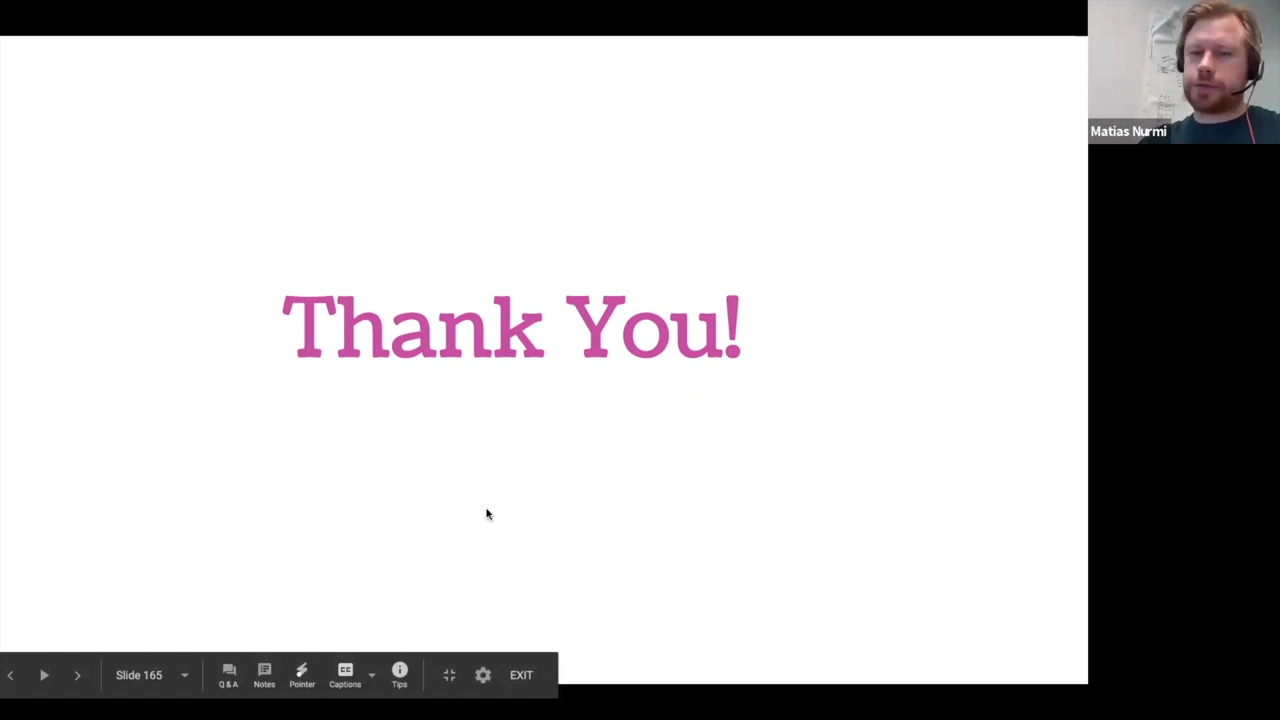 Matias Nurmi
Thank You!
Slide 165
Q & A
Notes
Pointer
Captions
Tips
EXIT